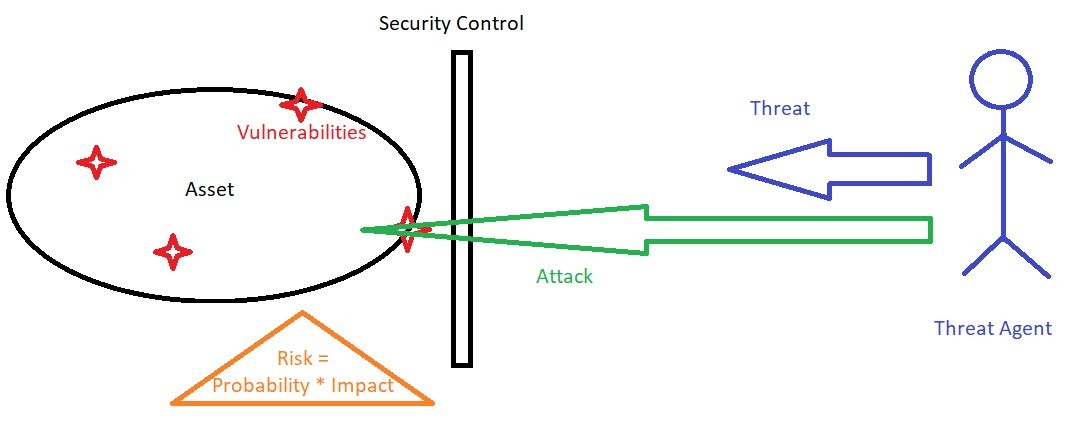 Security Control
Threat
Vulnerabilities
Asset
Attack
Threat Agent
Risk =
Probability * Impact